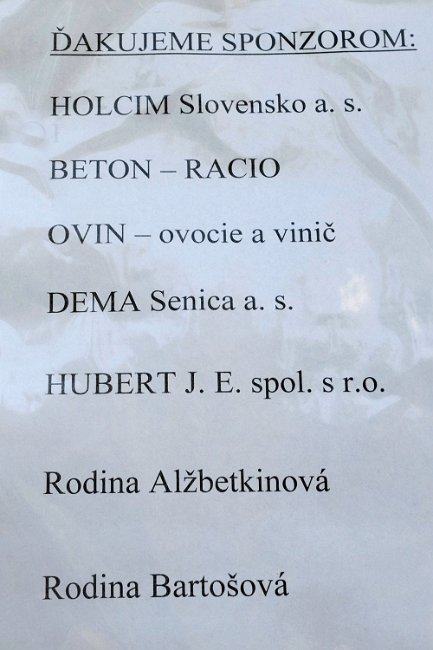 ĎAKUJEME SPONZOROM:
HOLCIM Slovensko a. s.
BETON – RACIO
OVIN – ovocie a vinič
DEMA Senica a. s.
HUBERT J. E. spol. s r.o.
Rodina Alžbetkinová
Rodina Bartošová